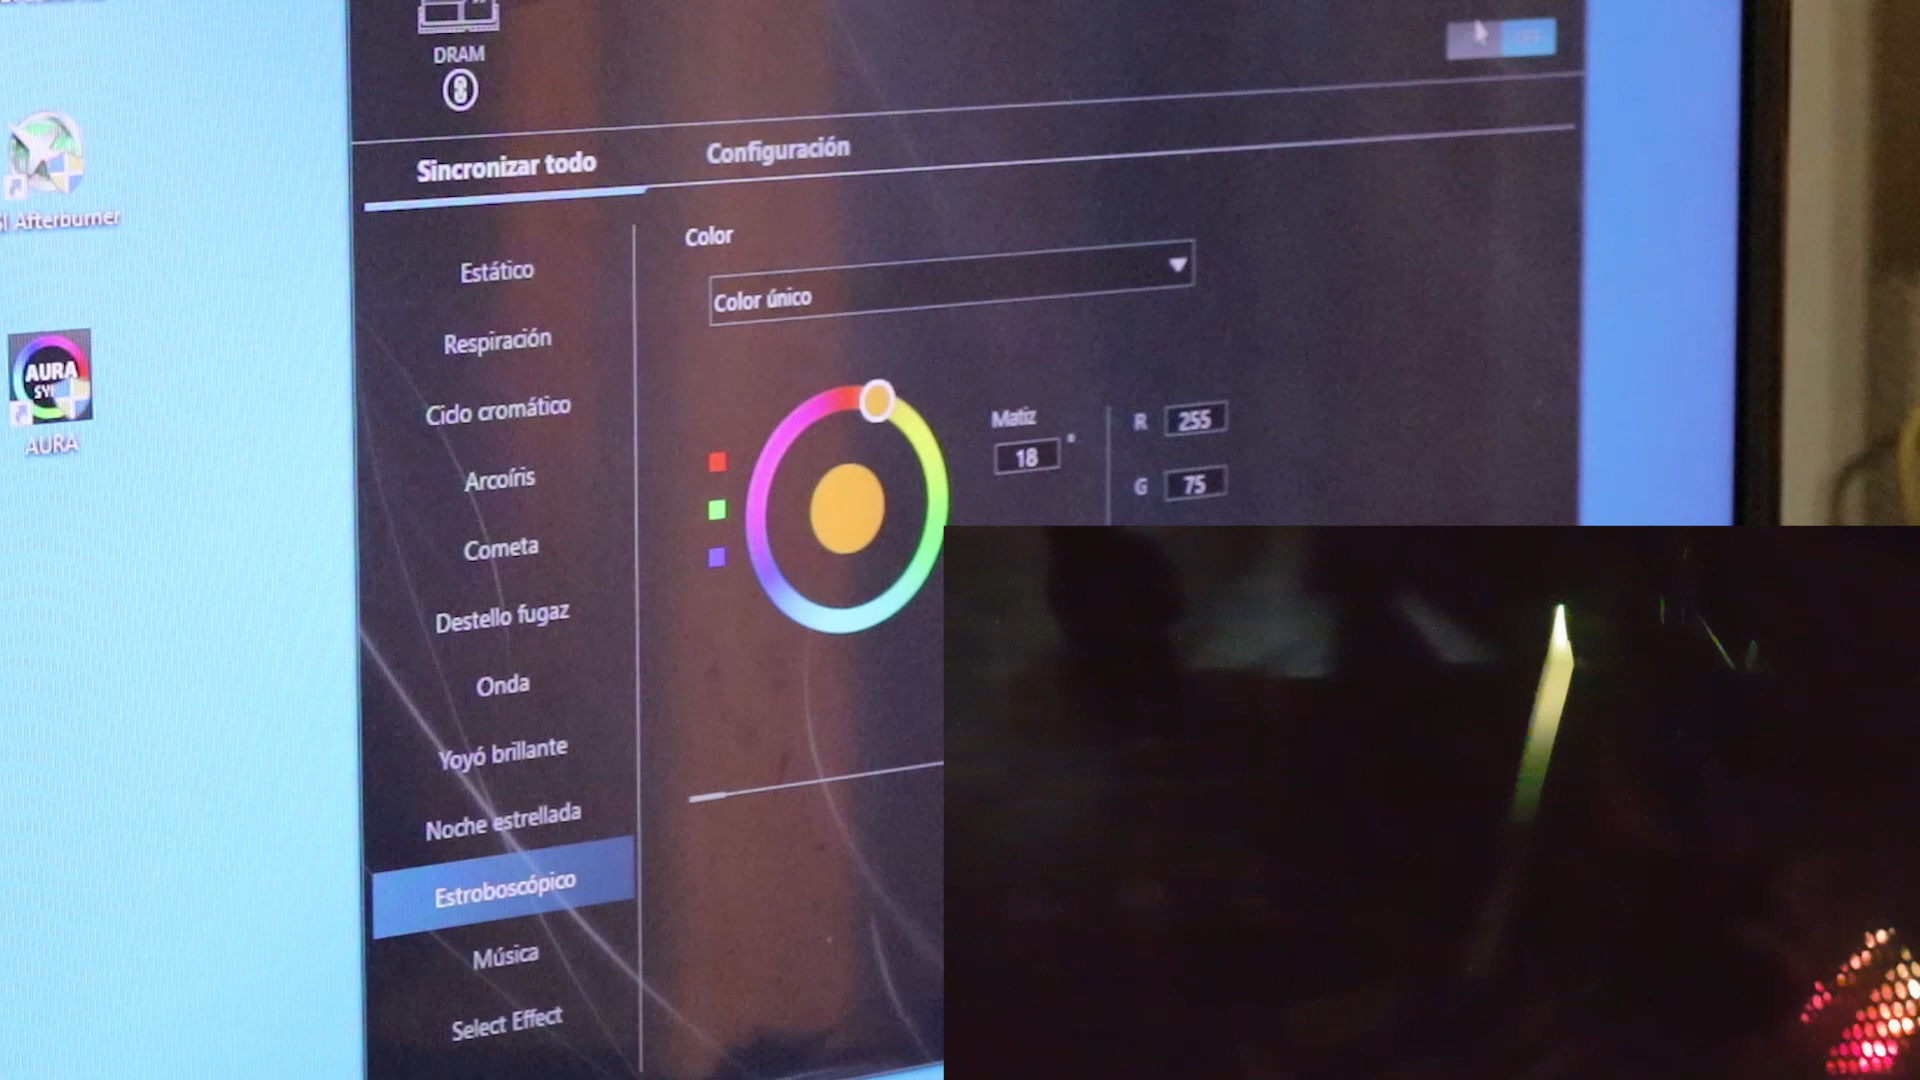 DRAM
OFF
Sincronizar todo
Configuración
Color
Color único
Estático
Respiración
Ciclo cromático
Arcoíris
Cometa
Destello fugaz
Onda
Yoyó brillante
Noche estrellada
Estroboscópico
Música
Select Effect
Matiz
18 °
R 255
G 75
Afterburner
AURA
AURA